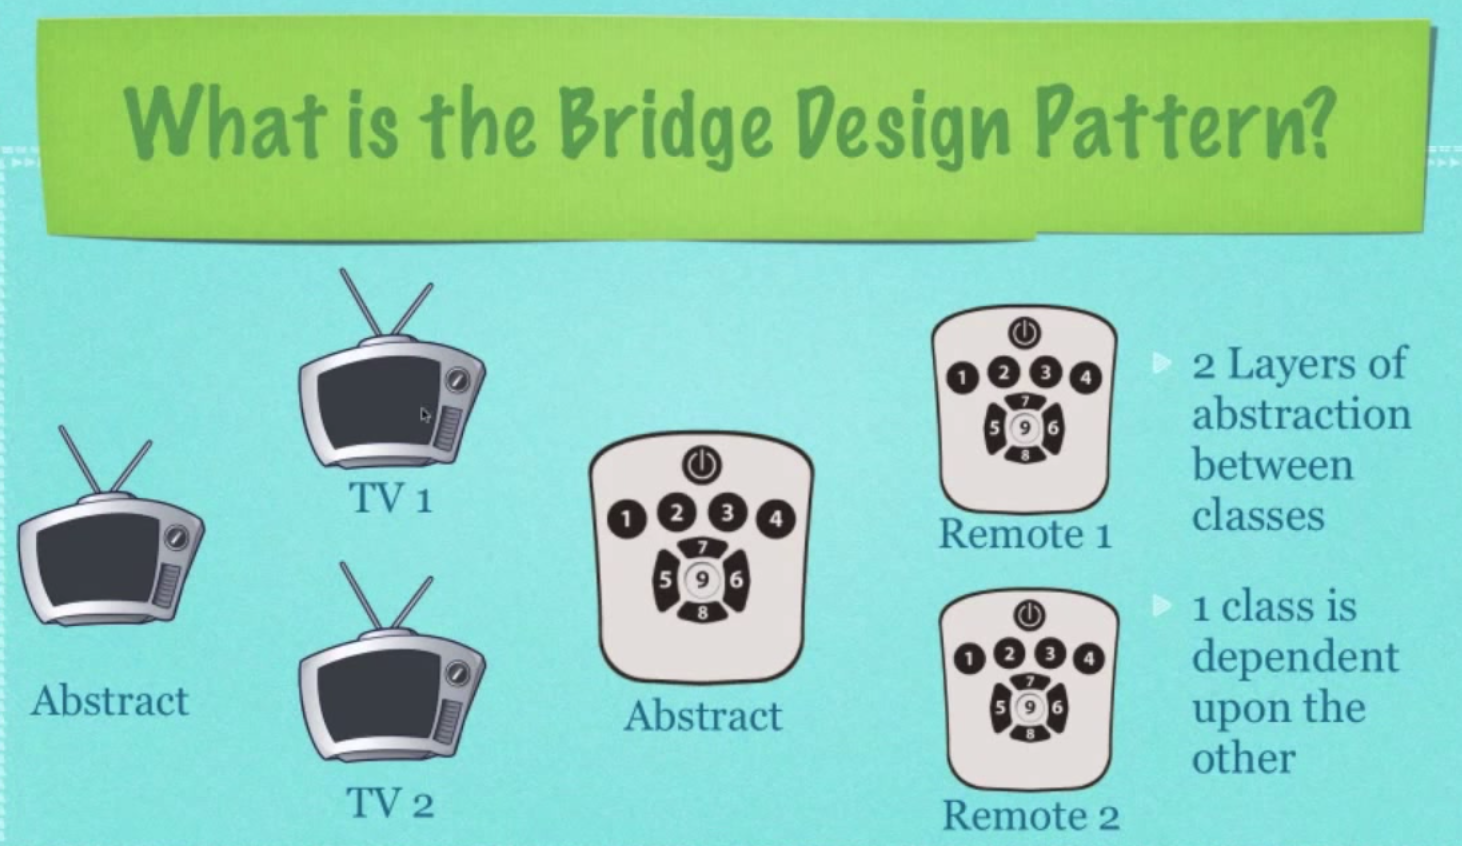 What is the Bridge Design Pattern?
Abstract
TV 1
TV 2
1 2 3 4
7
5 9 6
8
Abstract
1 2 3 4
7
5 9 6
8
Remote 1
1 2 3 4
7
5 9 6
8
Remote 2
2 Layers of
abstraction
between
classes
1 class is
dependent
upon the
other